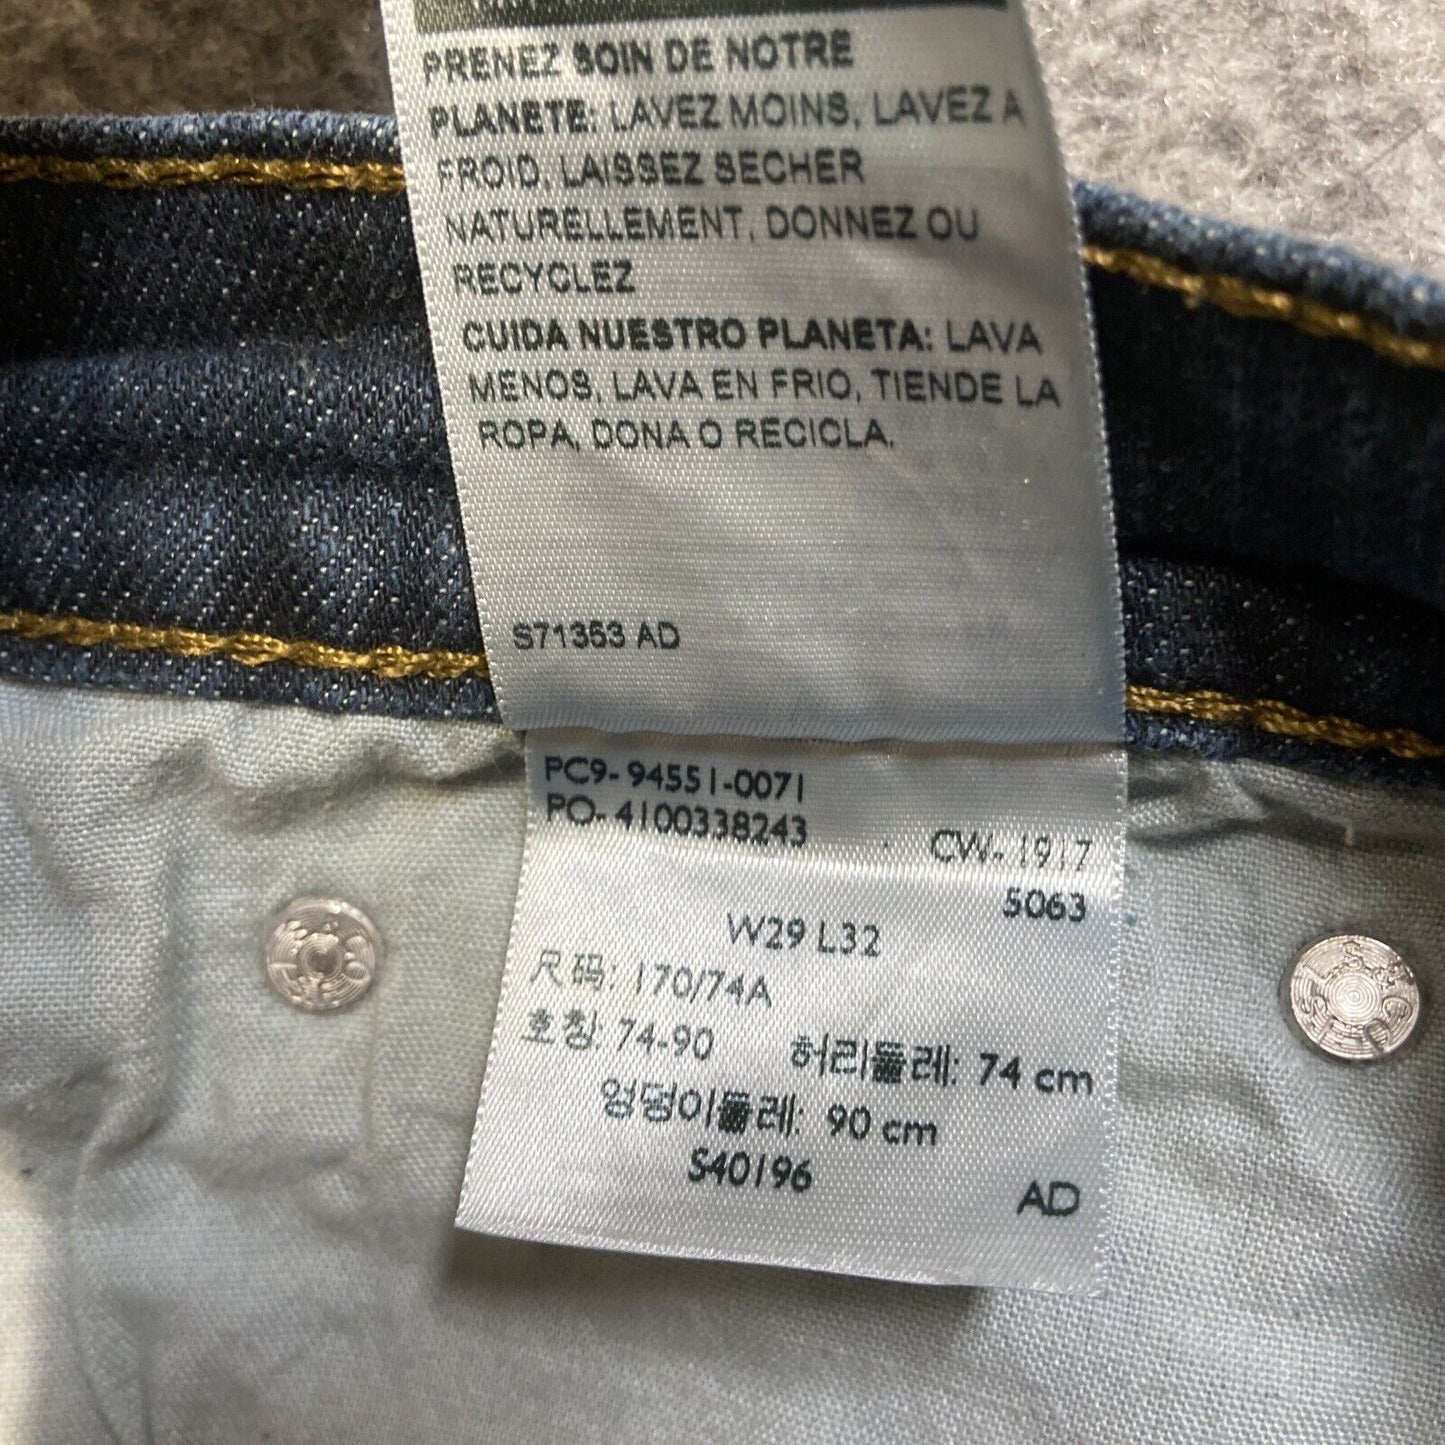 PRENEZ SOIN DE NOTRE
PLANETE: LAVEZ MOINS, LAVEZ A
FROID, LAISSEZ SECHER
NATURELLEMENT, DONNEZ OU
RECYCLEZ
CUIDA NUESTRO PLANETA: LAVA
MENOS, LAVA EN FRIO, TIENDE LA
ROPA, DONA O RECICLA.
S71353 AD
PC9-94551-0071
PO-4100338243
CW-1917
5063
W29 L32
尺码: 170/74A
호칭: 74-90 허리둘레: 74 cm
엉덩이둘레: 90 cm
S40196
AD